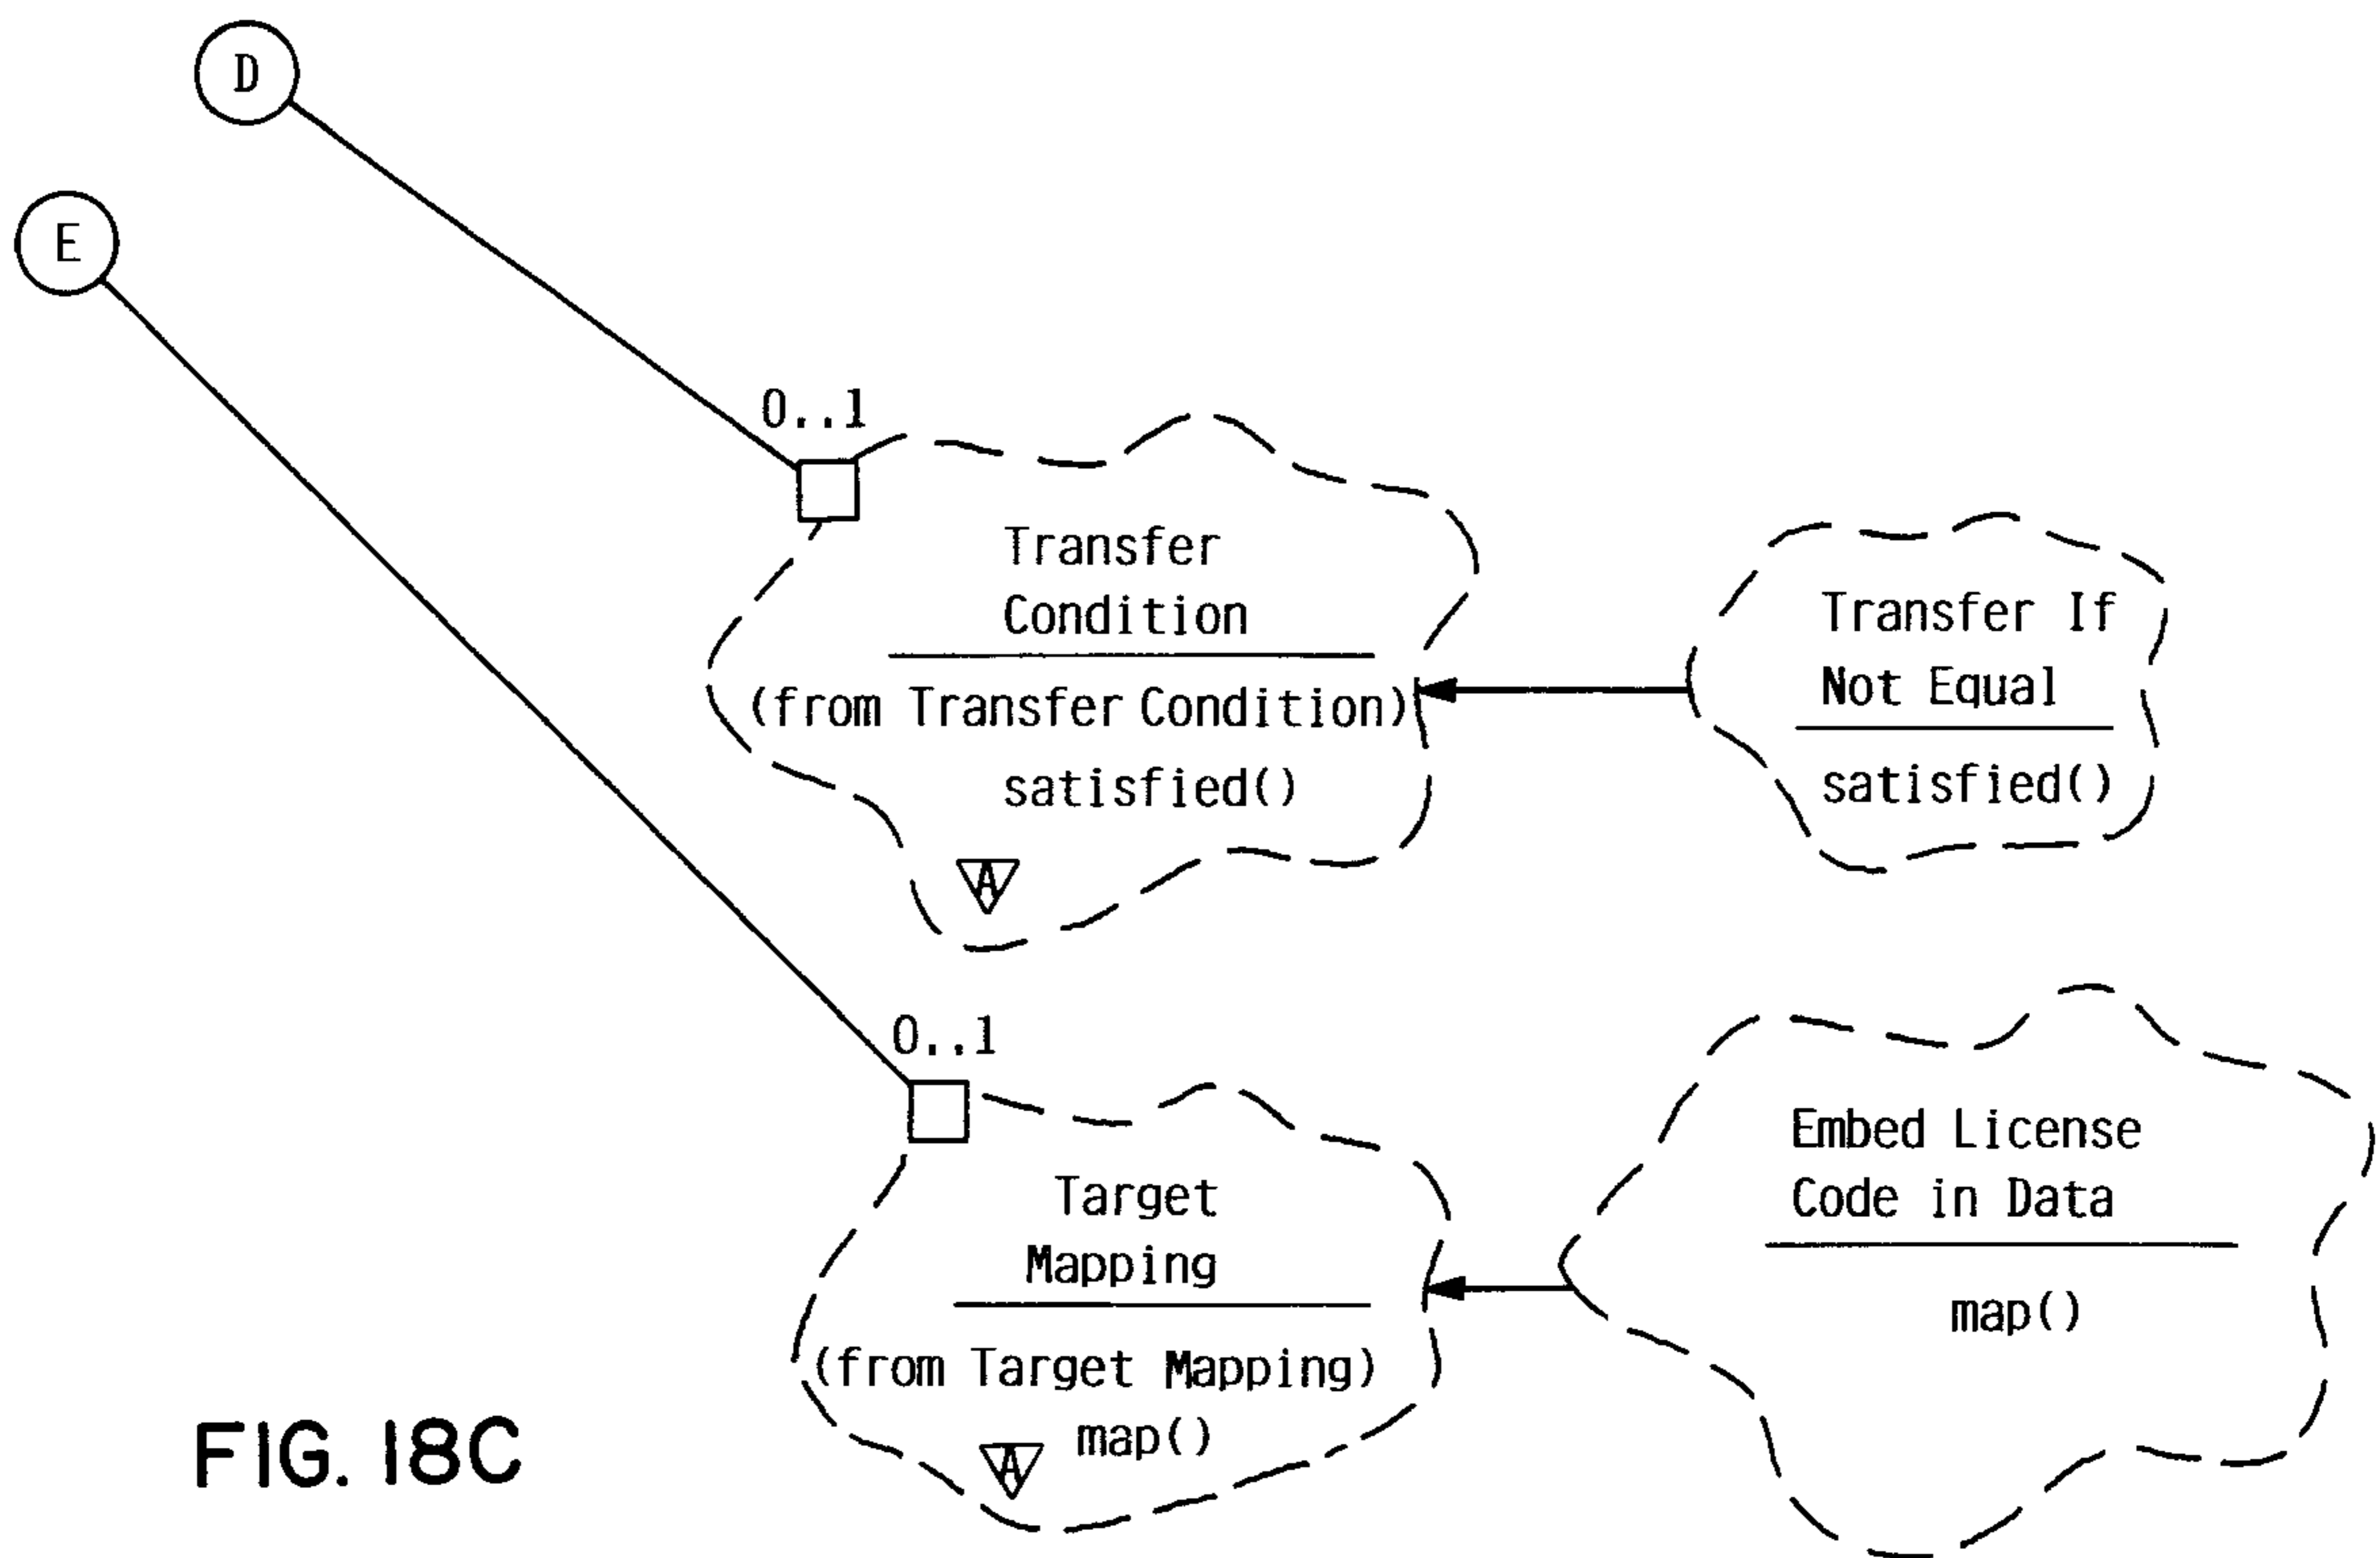 D
E
0..1
Transfer
Condition
(from Transfer Condition)
satisfied()
A
Transfer If
Not Equal
satisfied()
0..1
Target
Mapping
(from Target Mapping)
map()
A
Embed License
Code in Data
map()
FIG. 18C